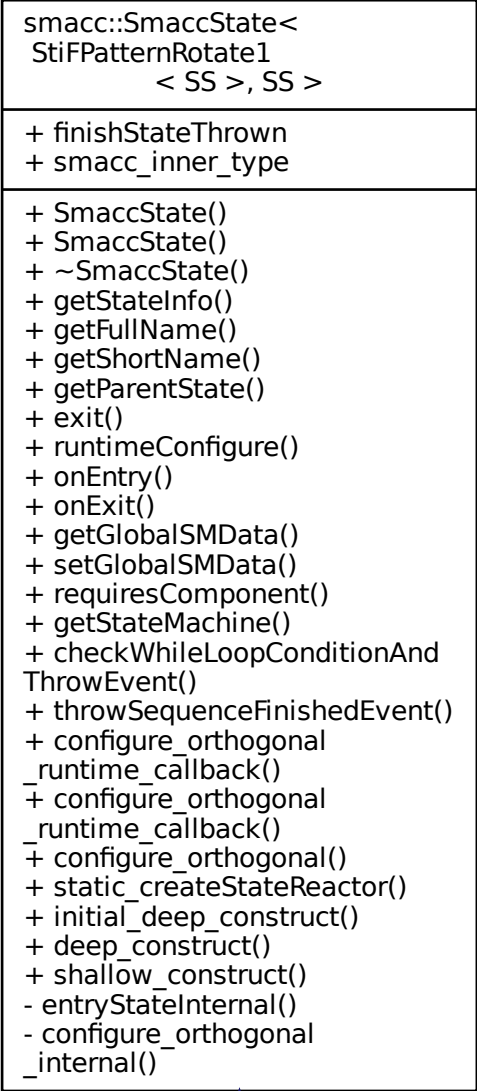 smacc::SmaccState<
StiFPatternRotate1
< SS >, SS >
+ finishStateThrown
+ smacc_inner_type
+ SmaccState()
+ SmaccState()
+ ~SmaccState()
+ getStateInfo()
+ getFullName()
+ getShortName()
+ getParentState()
+ exit()
+ runtimeConfigure()
+ onEntry()
+ onExit()
+ getGlobalSMData()
+ setGlobalSMData()
+ requiresComponent()
+ getStateMachine()
+ checkWhileLoopConditionAnd
ThrowEvent()
+ throwSequenceFinishedEvent()
+ configure_orthogonal
_runtime_callback()
+ configure_orthogonal
_runtime_callback()
+ configure_orthogonal()
+ static_createStateReactor()
+ initial_deep_construct()
+ deep_construct()
+ shallow_construct()
- entryStateInternal()
- configure_orthogonal
_internal()